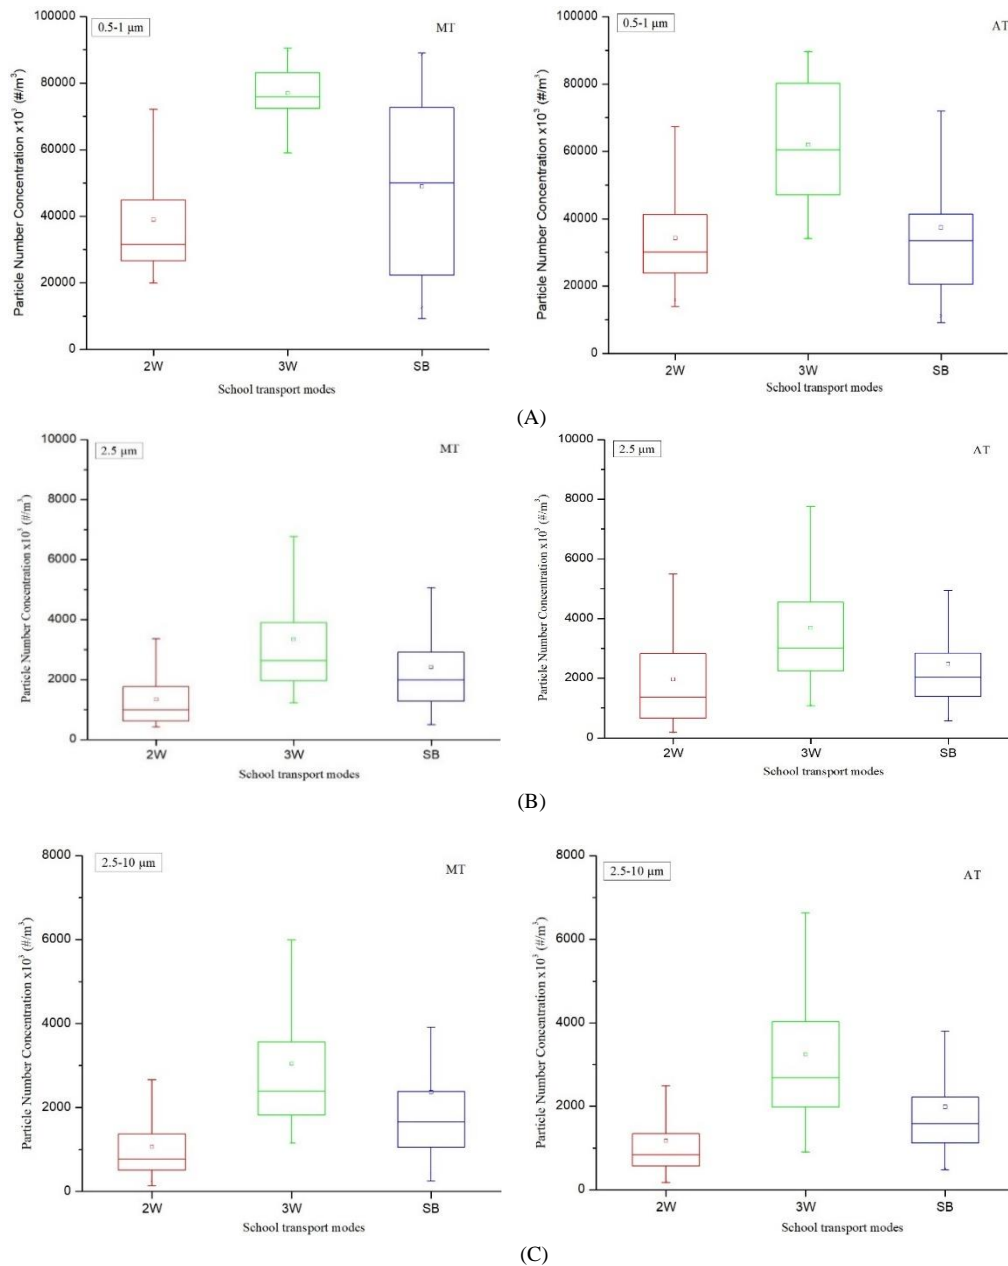 0.5-1 μm
MT
Particle Number Concentration x10³ (#/m³)
100000
80000
60000
40000
20000
0
2W 3W SB
School transport modes
0.5-1 μm
AT
Particle Number Concentration x10³ (#/m³)
100000
80000
60000
40000
20000
0
2W 3W SB
School transport modes
(A)
2.5 μm
MT
Particle Number Concentration x10³ (#/m³)
10000
8000
6000
4000
2000
0
2W 3W SB
School transport modes
2.5 μm
AT
Particle Number Concentration x10³ (#/m³)
10000
8000
6000
4000
2000
0
2W 3W SB
School transport modes
(B)
2.5-10 μm
MT
Particle Number Concentration x10³ (#/m³)
8000
6000
4000
2000
0
2W 3W SB
School transport modes
2.5-10 μm
AT
Particle Number Concentration x10³ (#/m³)
8000
6000
4000
2000
0
2W 3W SB
School transport modes
(C)